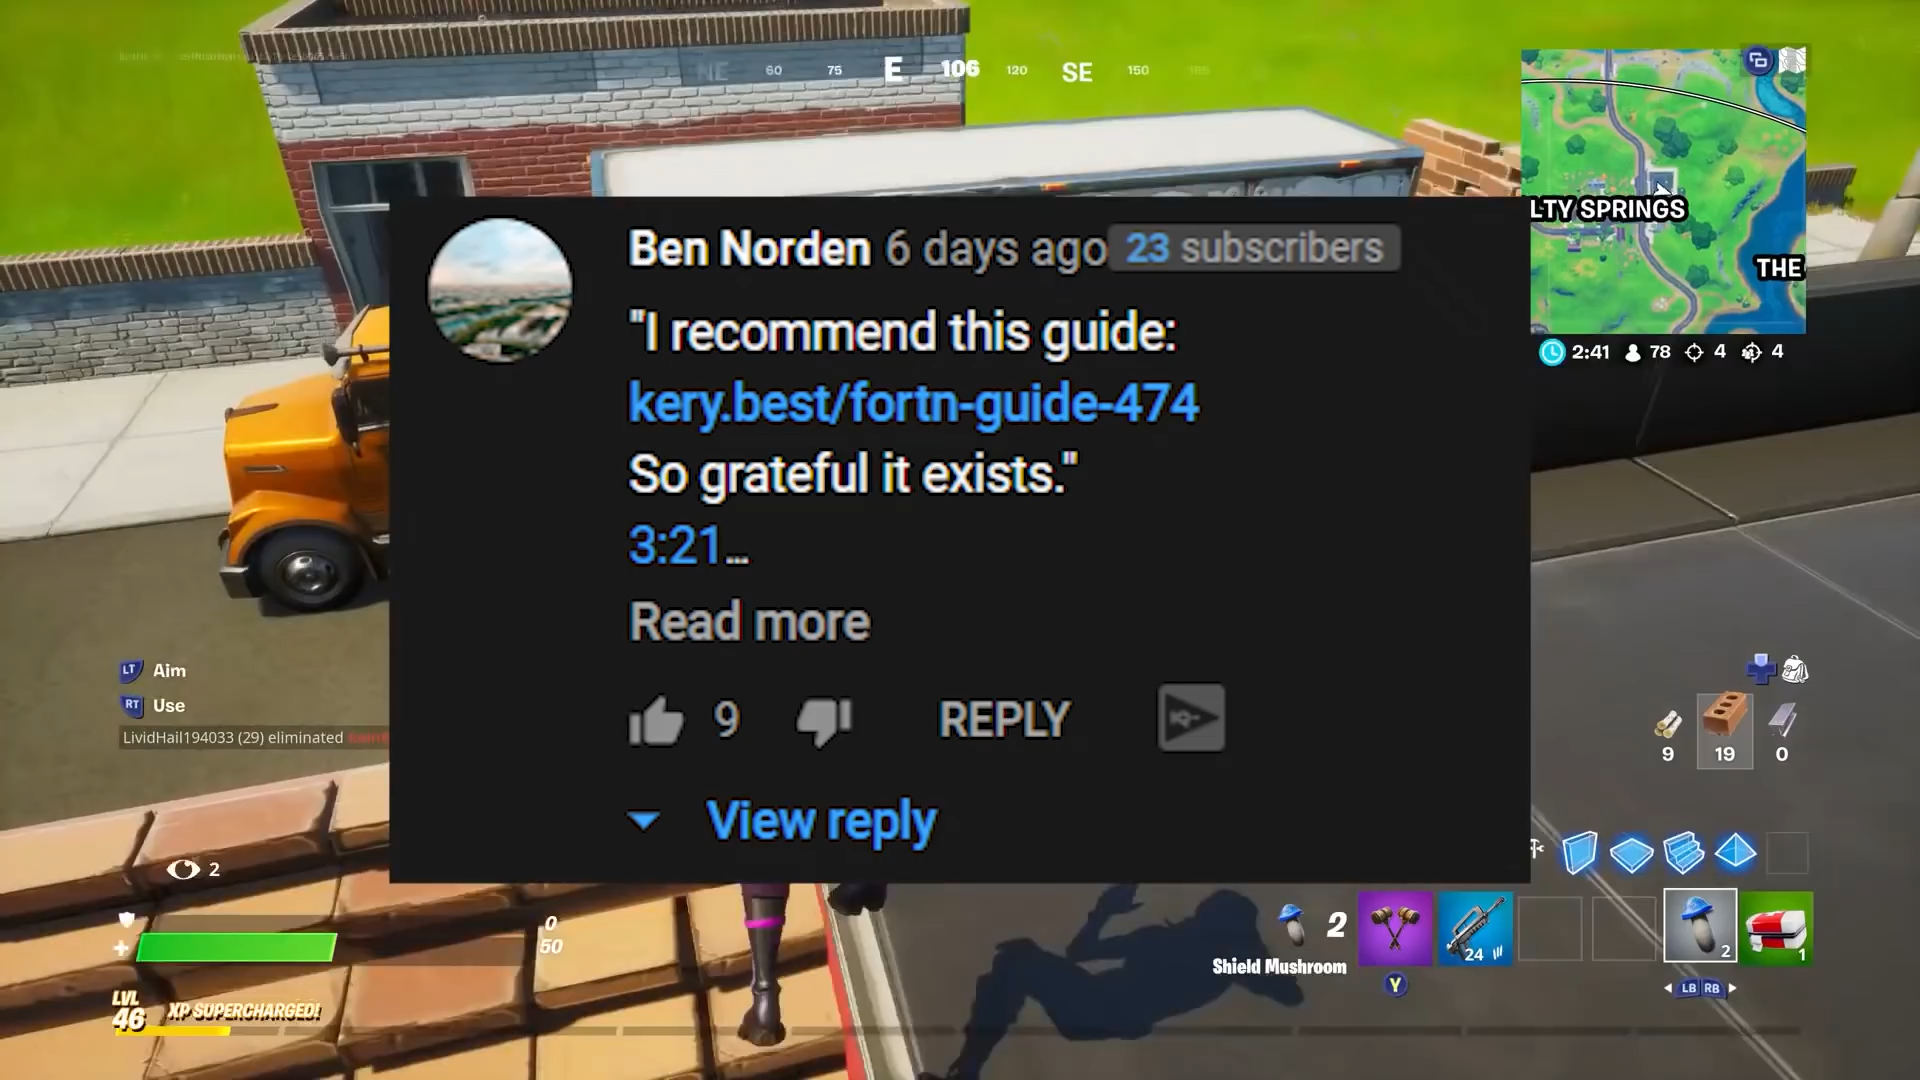 NE 60 75 E 106 120 SE 150
LTY SPRINGS
THE
2:41 78 4 4
Ben Norden 6 days ago 23 subscribers
"I recommend this guide:
kery.best/fortn-guide-474
So grateful it exists."
3:21...
Read more
9 REPLY
View reply
LT Aim
RT Use
LividHail194033 (29) eliminated
9 19 0
2
0
50
LVL
46 XP SUPERCHARGED!
2
Shield Mushroom
24 2 1
Y
LB RB